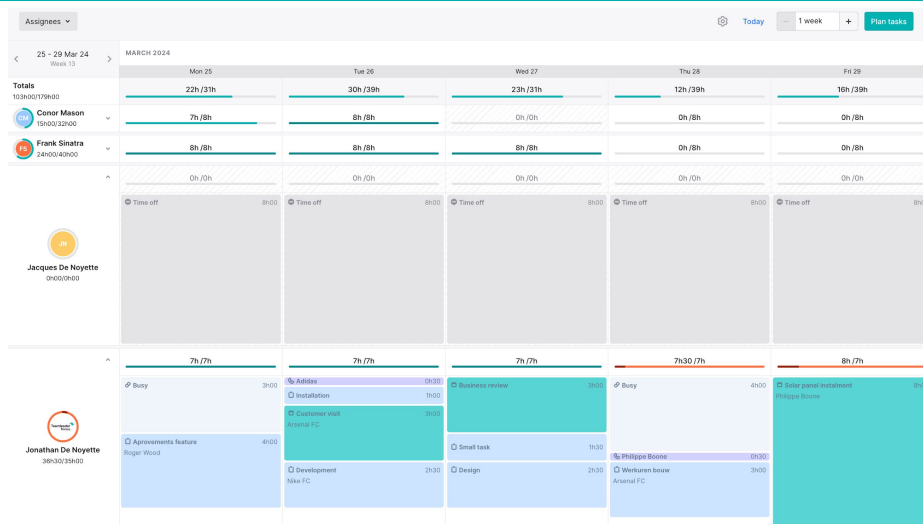 Assignees
Today
1 week
Plan tasks
25 - 29 Mar 24
Week 13
MARCH 2024
Mon 25
Tue 26
Wed 27
Thu 28
Fri 29
Totals
103h00/179h00
22h /31h
30h /39h
23h /31h
12h /39h
16h /39h
CM
Conor Mason
15h00/32h00
7h /8h
8h /8h
0h /0h
0h /8h
0h /8h
FS
Frank Sinatra
24h00/40h00
8h /8h
8h /8h
8h /8h
0h /8h
0h /8h
0h /0h
0h /0h
0h /0h
0h /0h
0h /0h
Time off 8h00
Time off 8h00
Time off 8h00
Time off 8h00
Time off
JN
Jacques De Noyette
0h00/0h00
7h /7h
7h /7h
7h /7h
7h30 /7h
8h /7h
Busy 3h00
Aprovements feature 4h00
Roger Wood
Adidas 0h30
Installation 1h00
Customer visit 3h00
Arsenal FC
Development 2h30
Nike FC
Business review 3h00
Small task 1h30
Design 2h30
Busy 4h00
Philippe Boone 0h30
Werkuren bouw 3h00
Arsenal FC
Solar panel instalment
Philippe Boone
Teamleader
Jonathan De Noyette
36h30/35h00